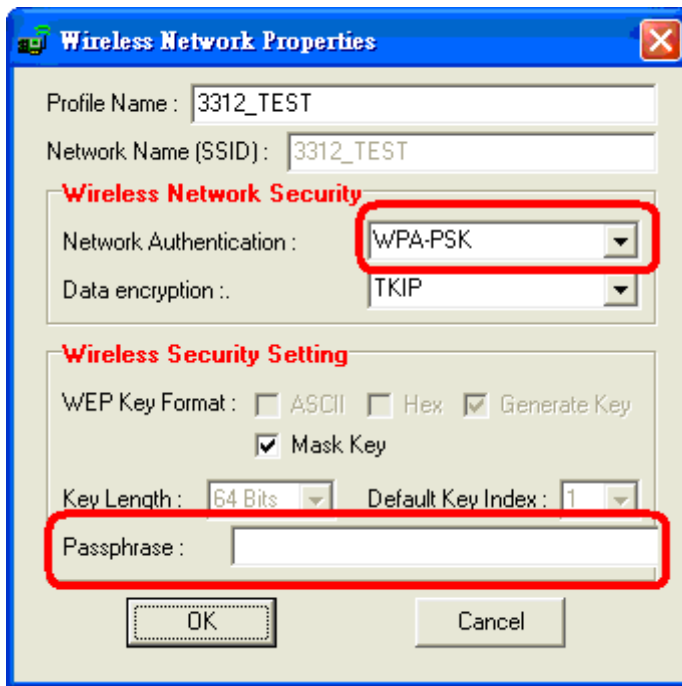 Wireless Network Properties
Profile Name : 3312_TEST
Network Name (SSID) : 3312_TEST
Wireless Network Security
Network Authentication : WPA-PSK
Data encryption :. TKIP
Wireless Security Setting
WEP Key Format : ASCII Hex Generate Key
Mask Key
Key Length : 64 Bits Default Key Index : 1
Passphrase :
OK Cancel